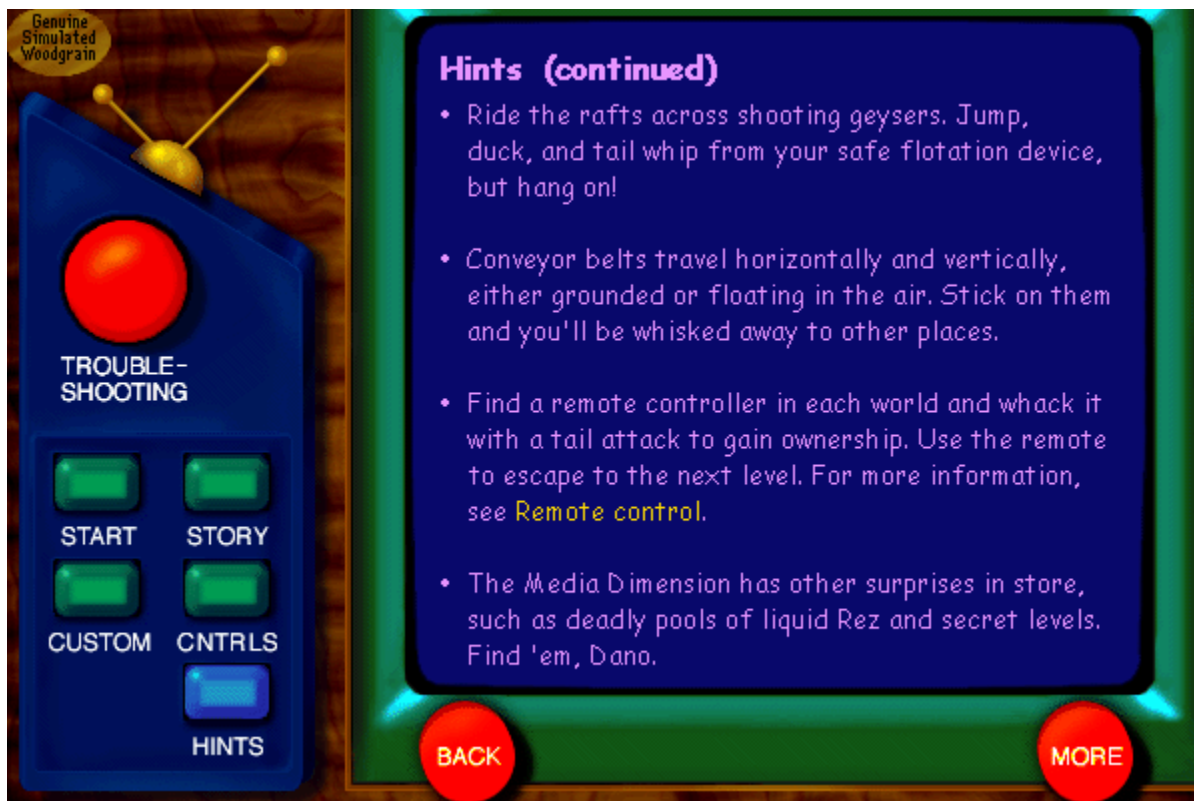 Genuine
Simulated
Woodgrain
TROUBLE-
SHOOTING
START
STORY
CUSTOM
CNTRLS
HINTS
Hints (continued)
• Ride the rafts across shooting geysers. Jump,
duck, and tail whip from your safe flotation device,
but hang on!
• Conveyor belts travel horizontally and vertically,
either grounded or floating in the air. Stick on them
and you'll be whisked away to other places.
• Find a remote controller in each world and whack it
with a tail attack to gain ownership. Use the remote
to escape to the next level. For more information,
see Remote control.
• The Media Dimension has other surprises in store,
such as deadly pools of liquid Rez and secret levels.
Find 'em, Dano.
BACK
MORE